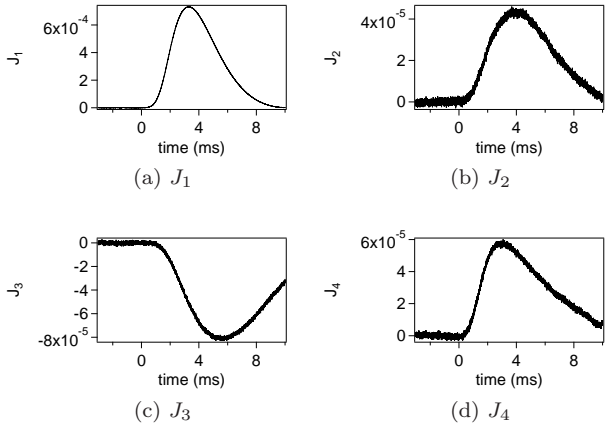 6x10⁻⁴
4
2
0
J₁
0 4 8
time (ms)
(a) J₁
4x10⁻⁵
2
0
J₂
0 4 8
time (ms)
(b) J₂
0
-2
-4
-6
-8x10⁻⁵
J₃
0 4 8
time (ms)
(c) J₃
6x10⁻⁵
4
2
0
J₄
0 4 8
time (ms)
(d) J₄